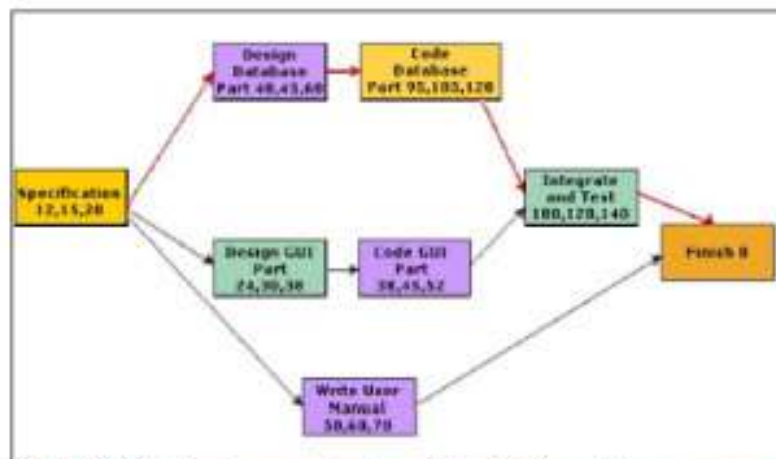 Design
Database
Part 40,45,60
Code
Database
Part 95,105,120
Specification
12,15,20
Integrate
and Test
100,120,140
Design GUI
Part
24,30,38
Code GUI
Part
38,45,52
Finish 0
Write User
Manual
50,60,70